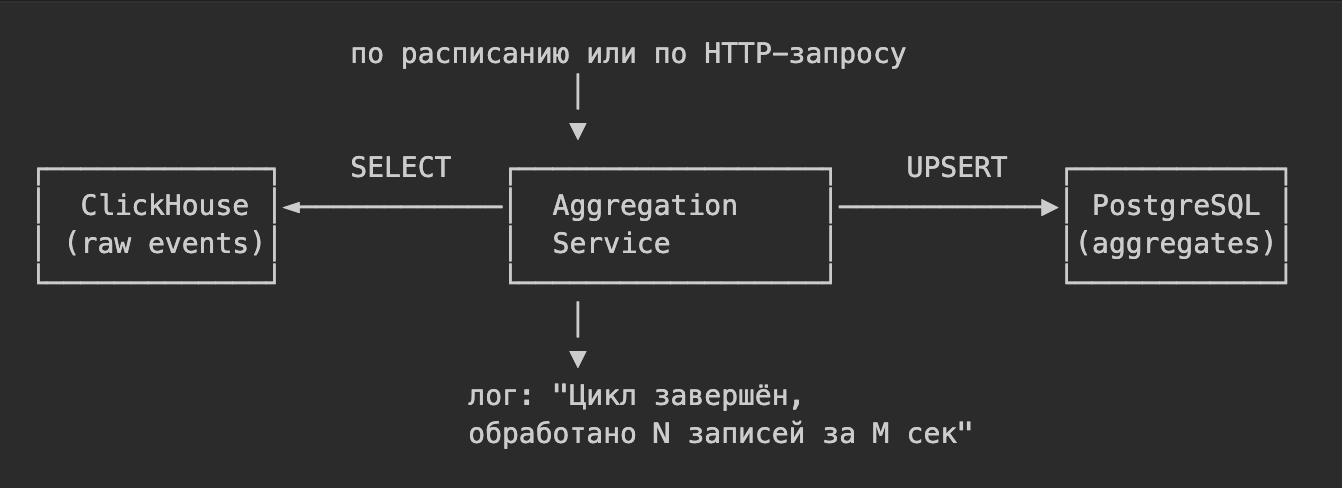 по расписанию или по HTTP-запросу
SELECT
UPSERT
ClickHouse
(raw events)
Aggregation
Service
PostgreSQL
(aggregates)
лог: "Цикл завершён,
обработано N записей за M сек"